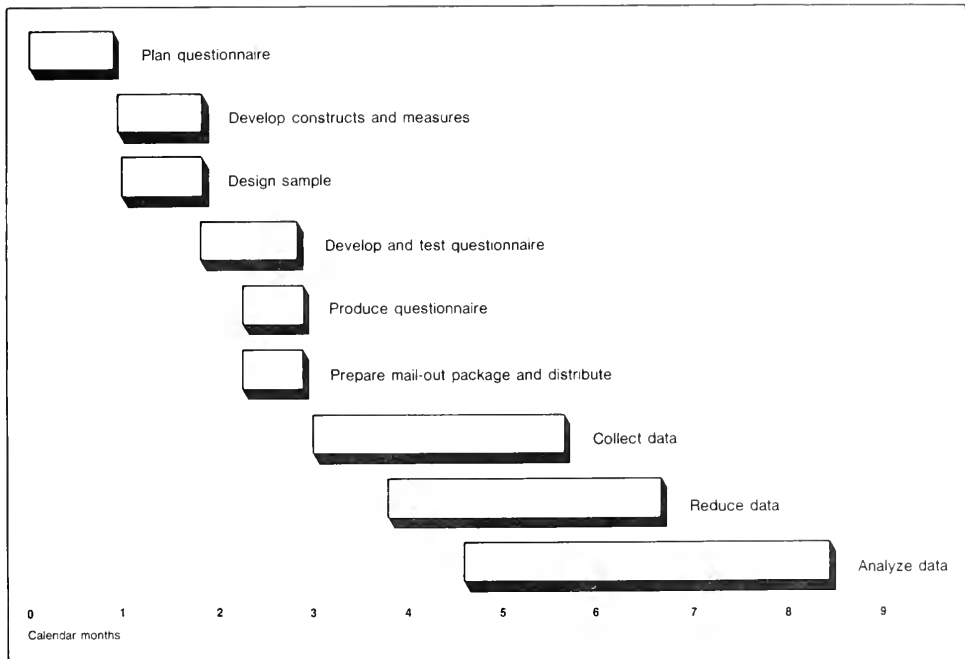 Plan questionnaire
Develop constructs and measures
Design sample
Develop and test questionnaire
Produce questionnaire
Prepare mail-out package and distribute
Collect data
Reduce data
Analyze data
0 1 2 3 4 5 6 7 8 9
Calendar months